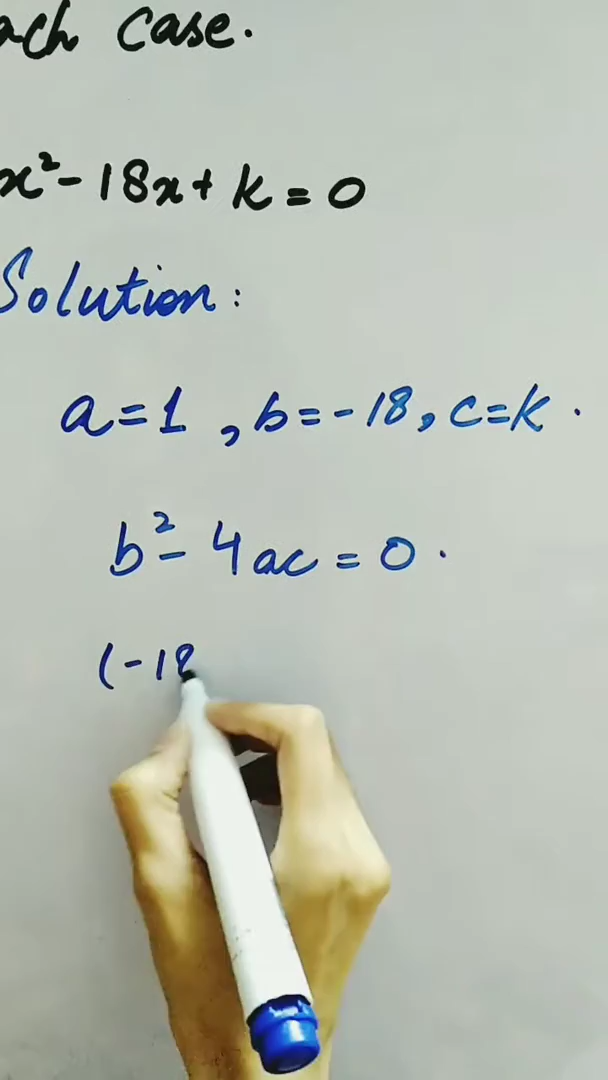 ach case.
x² - 18x + k = 0
Solution:
a = 1 , b = -18 , c = k .
b² - 4ac = 0 .
(-18